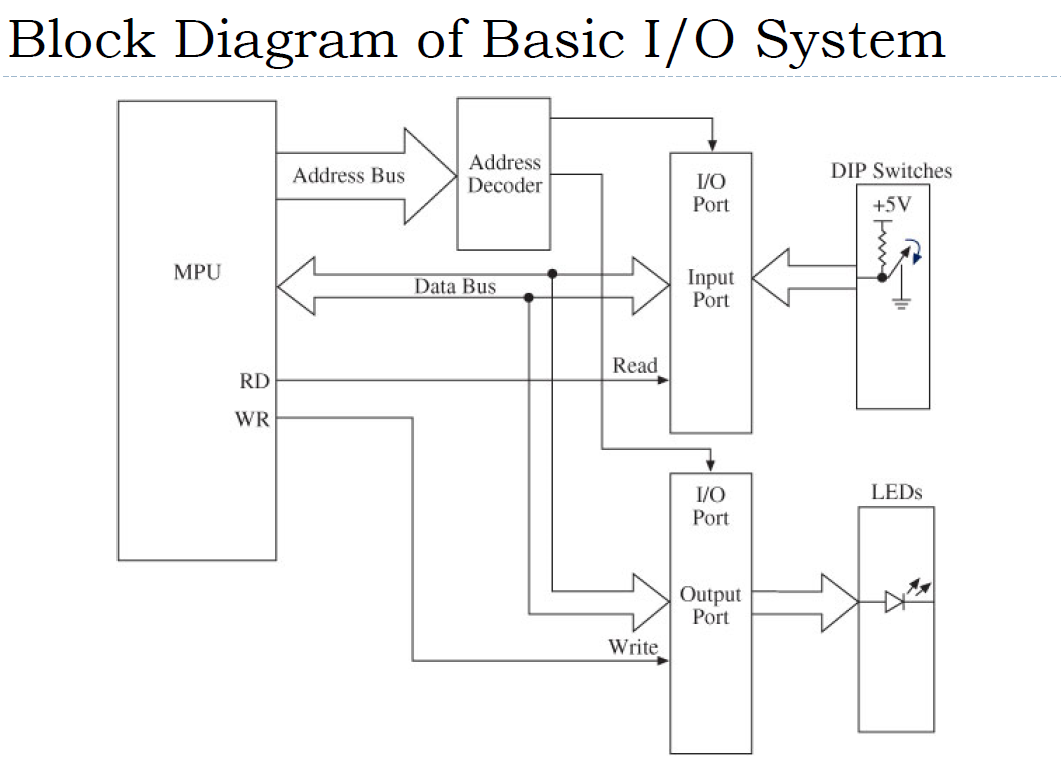 Block Diagram of Basic I/O System
Address Bus
Address
Decoder
I/O
Port
DIP Switches
+5V
MPU
Data Bus
Input
Port
Read
RD
WR
I/O
Port
LEDs
Output
Port
Write